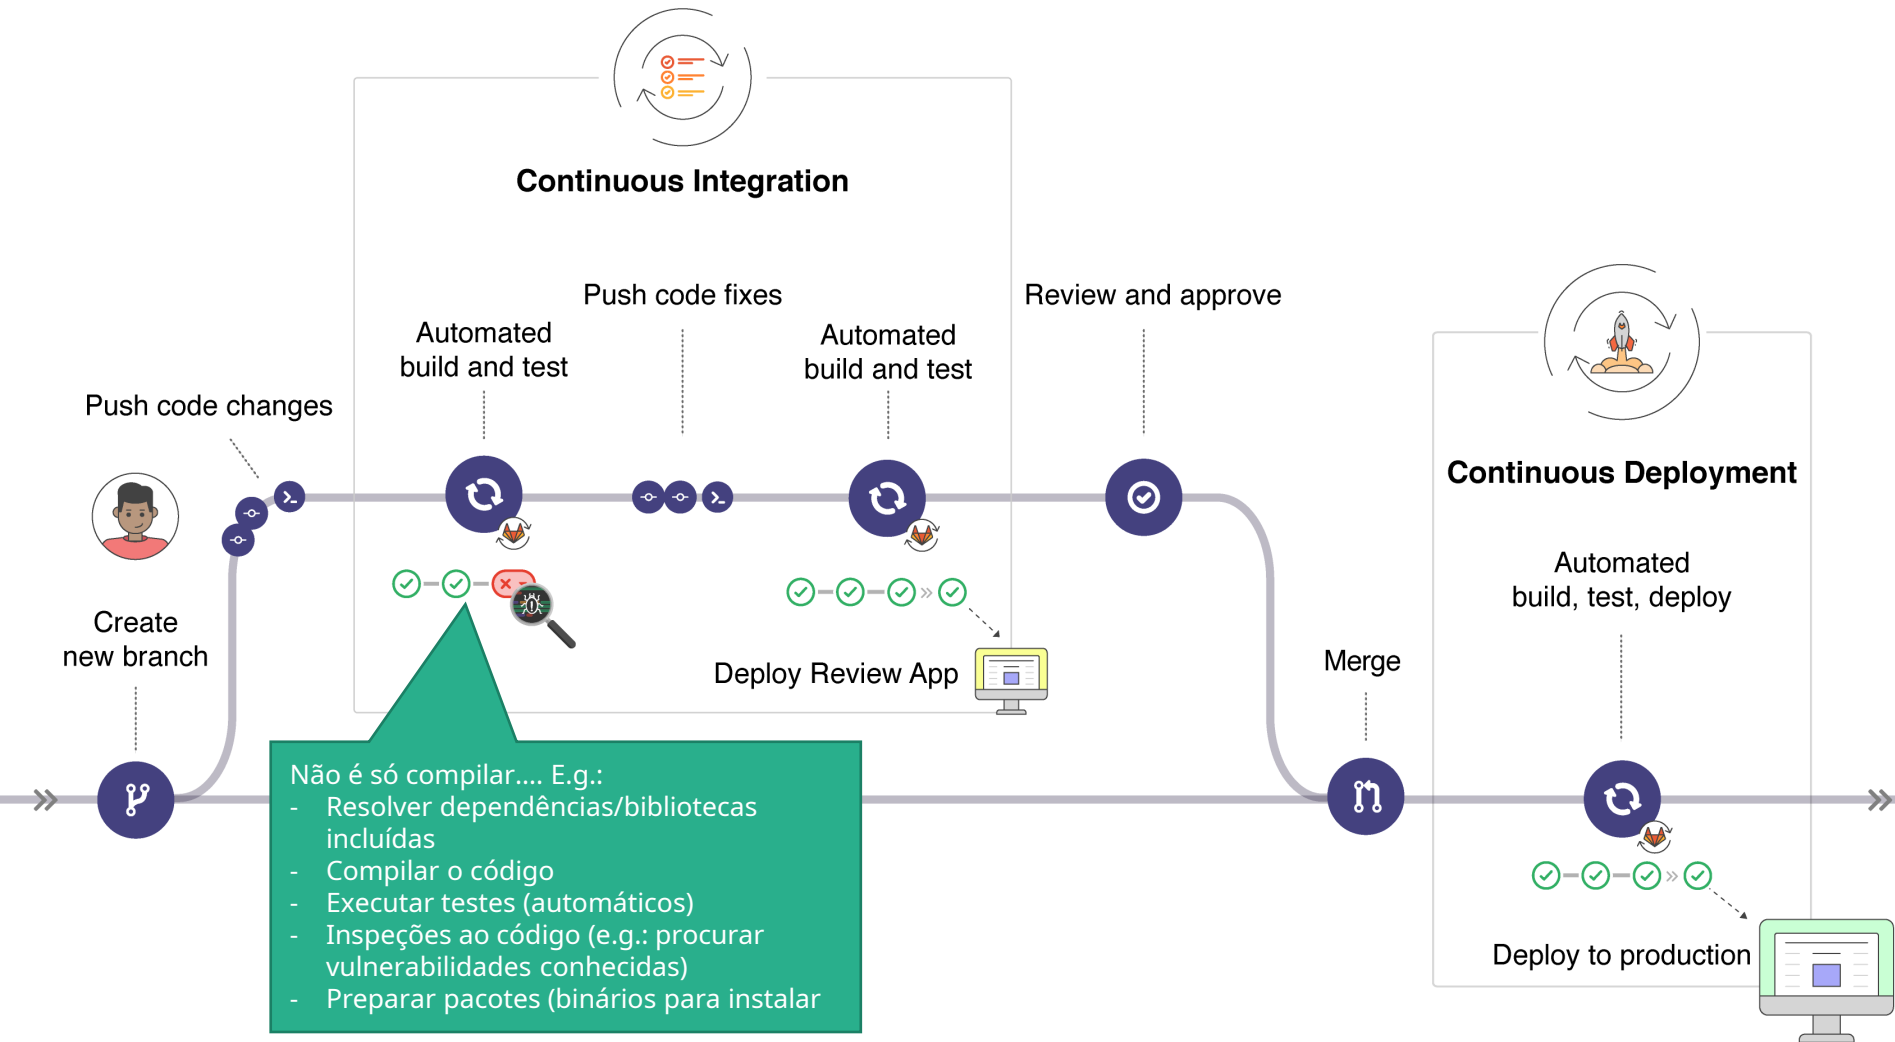 Continuous Integration
Push code fixes
Review and approve
Automated
build and test
Automated
build and test
Push code changes
Continuous Deployment
Automated
build, test, deploy
Create
new branch
Merge
Deploy Review App
Não é só compilar.... E.g.:
- Resolver dependências/bibliotecas
incluídas
- Compilar o código
- Executar testes (automáticos)
- Inspeções ao código (e.g.: procurar
vulnerabilidades conhecidas)
- Preparar pacotes (binários para instalar
Deploy to production